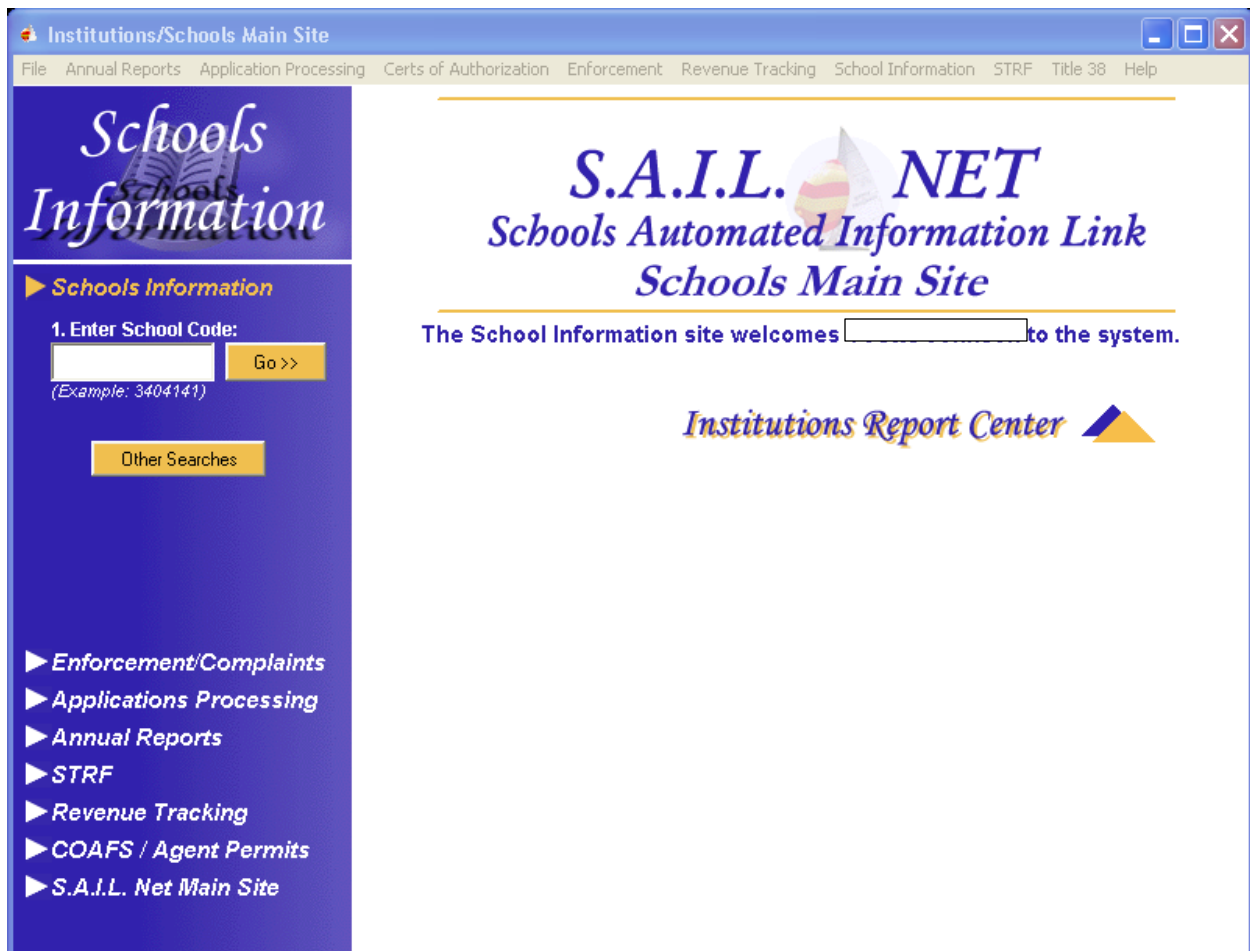 Institutions/Schools Main Site
File Annual Reports Application Processing Certs of Authorization Enforcement Revenue Tracking School Information STRF Title 38 Help
Schools
Information
Schools Information
1. Enter School Code:
Go >>
(Example: 3404141)
Other Searches
Enforcement/Complaints
Applications Processing
Annual Reports
STRF
Revenue Tracking
COAFS / Agent Permits
S.A.I.L. Net Main Site
S.A.I.L. NET
Schools Automated Information Link
Schools Main Site
The School Information site welcomes to the system.
Institutions Report Center